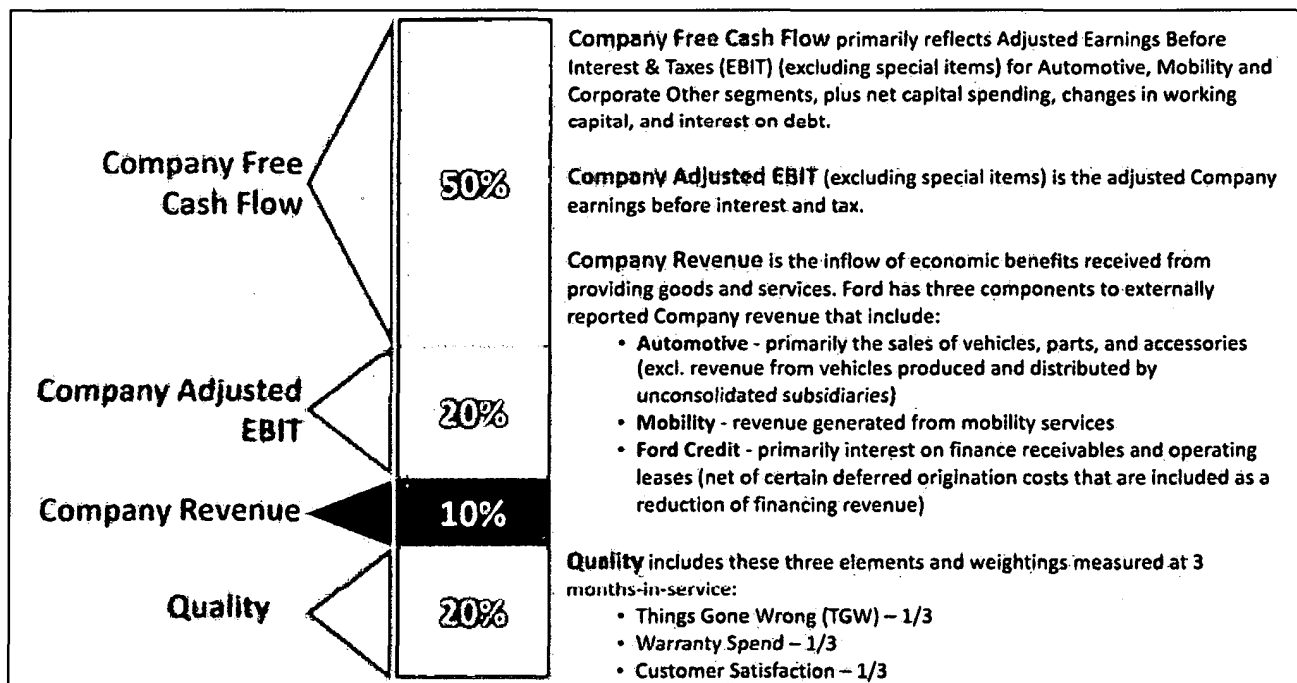 Company Free
Cash Flow
50%
Company Adjusted
EBIT
20%
Company Revenue
10%
Quality
20%
Company Free Cash Flow primarily reflects Adjusted Earnings Before
Interest & Taxes (EBIT) (excluding special items) for Automotive, Mobility and
Corporate Other segments, plus net capital spending, changes in working
capital, and interest on debt.
Company Adjusted EBIT (excluding special items) is the adjusted Company
earnings before interest and tax.
Company Revenue is the inflow of economic benefits received from
providing goods and services. Ford has three components to externally
reported Company revenue that include:
• Automotive - primarily the sales of vehicles, parts, and accessories
(excl. revenue from vehicles produced and distributed by
unconsolidated subsidiaries)
• Mobility - revenue generated from mobility services
• Ford Credit - primarily interest on finance receivables and operating
leases (net of certain deferred origination costs that are included as a
reduction of financing revenue)
Quality includes these three elements and weightings measured at 3
months-in-service:
• Things Gone Wrong (TGW) – 1/3
• Warranty Spend – 1/3
• Customer Satisfaction – 1/3